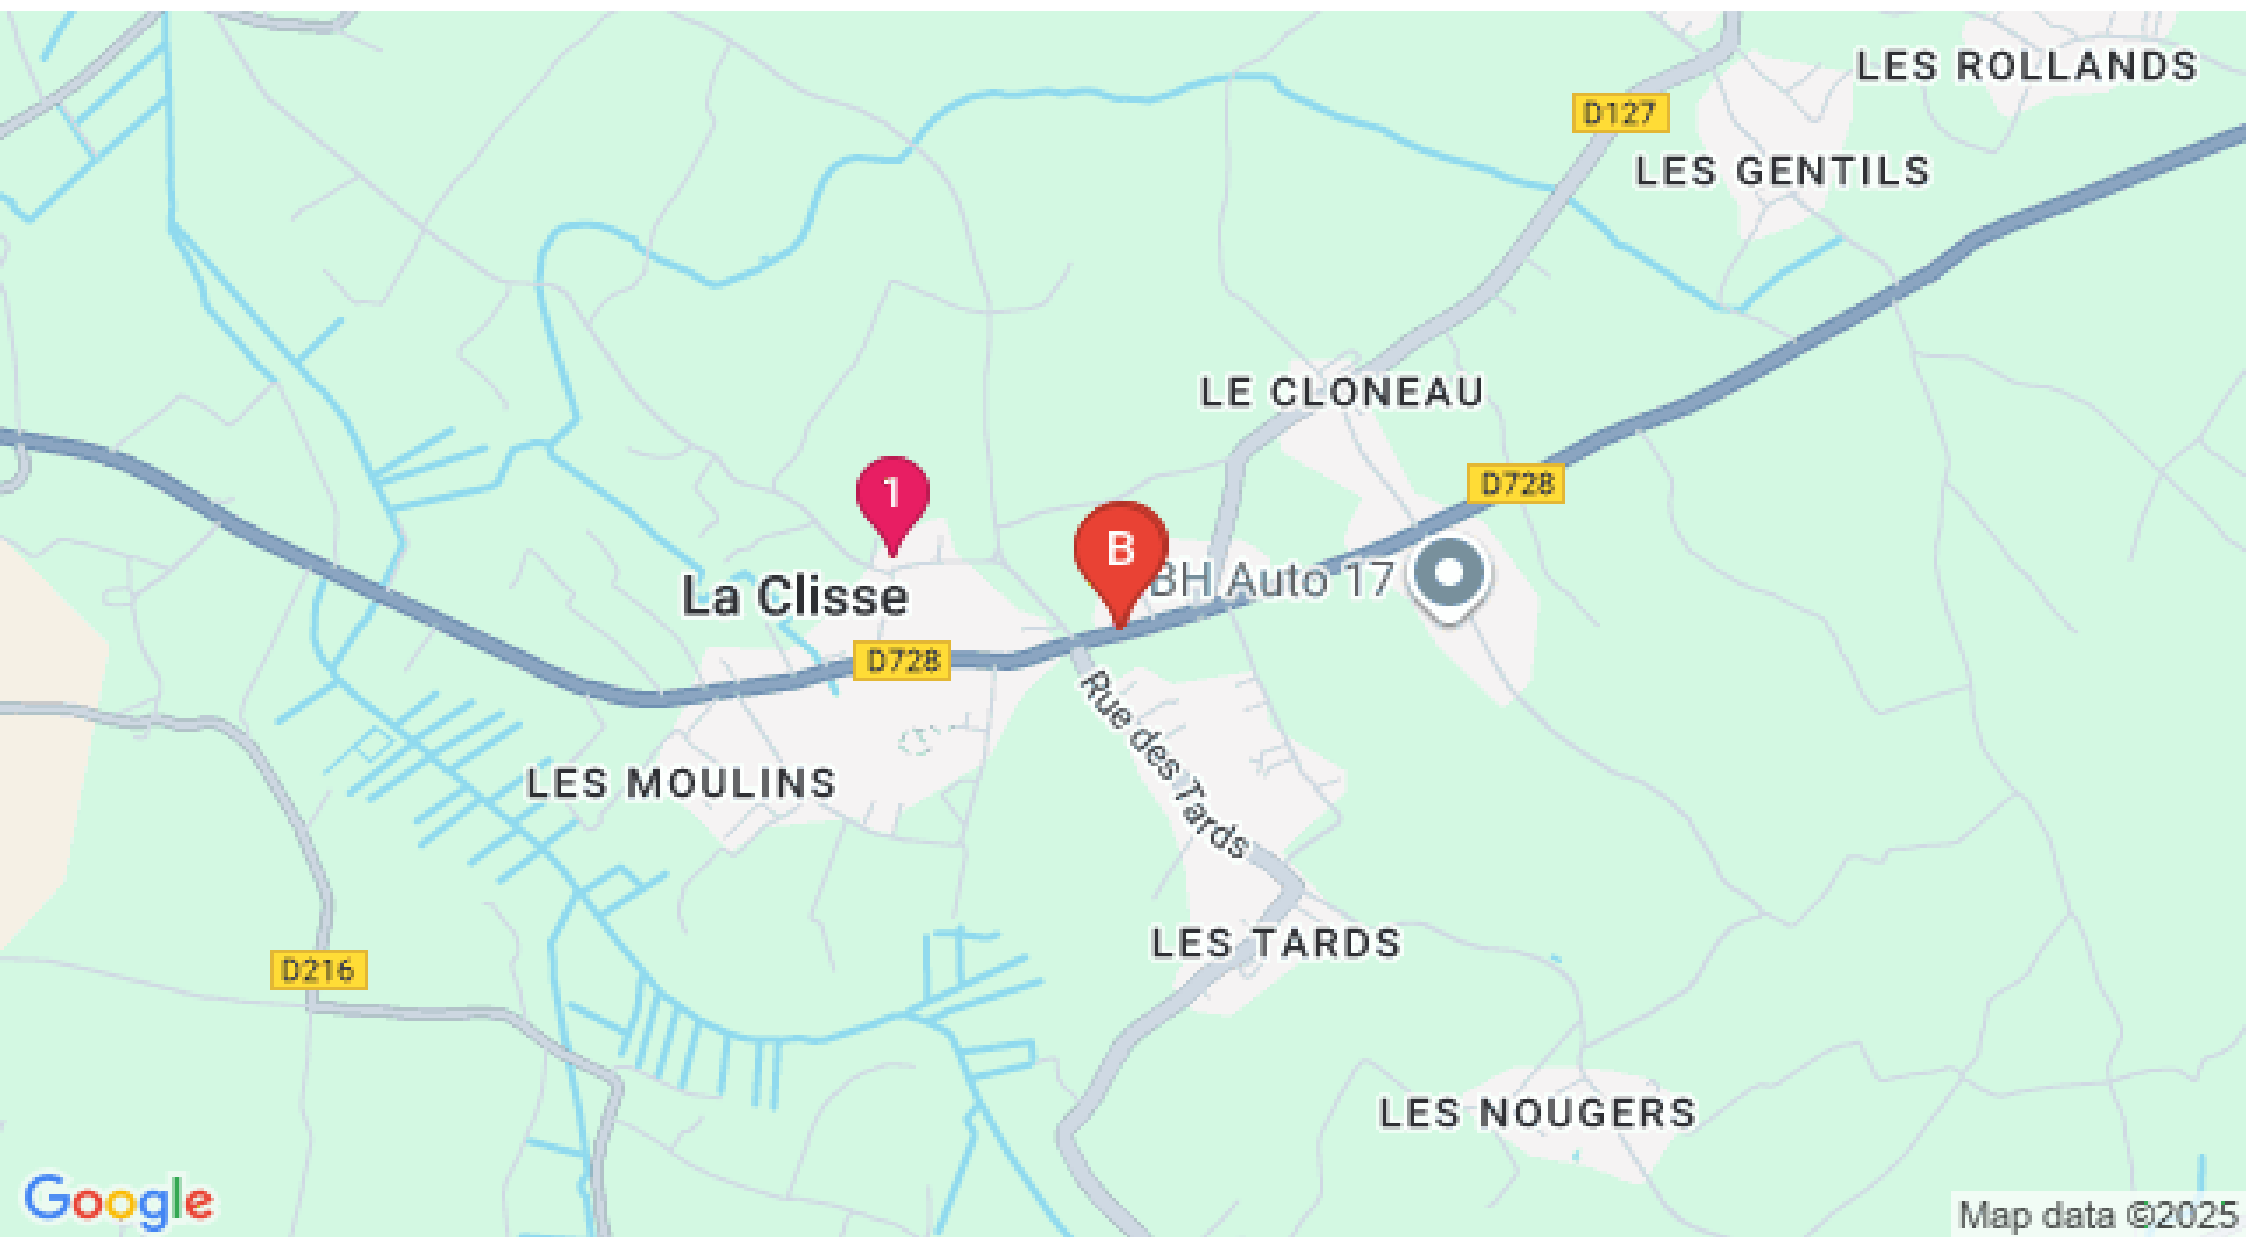 LES ROLLANDS
D127
LES GENTILS
LE CLONEAU
D728
1
B
BH Auto 17
La Clisse
D728
Rue des Tards
LES MOULINS
LES TARDS
D216
LES NOUGERS
Google
Map data ©2025